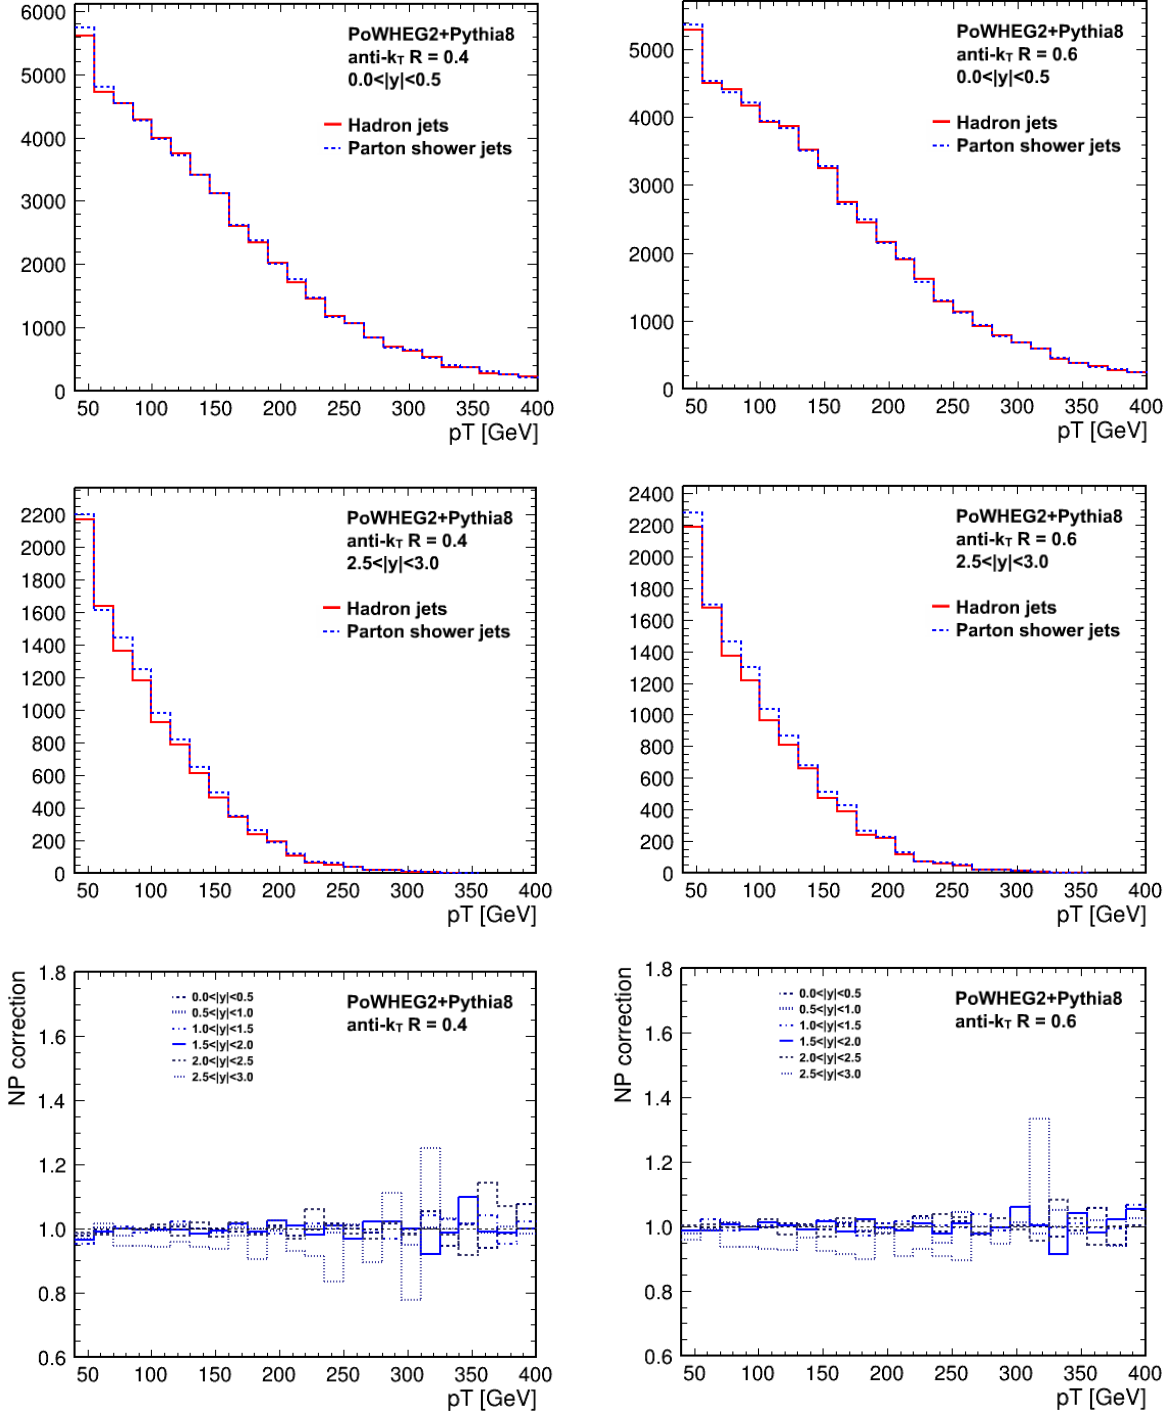 6000
5000
4000
3000
2000
1000
0
50 100 150 200 250 300 350 400
pT [GeV]
PoWHEG2+Pythia8
anti-kT R = 0.4
0.0<|y|<0.5
Hadron jets
Parton shower jets
5000
4000
3000
2000
1000
0
50 100 150 200 250 300 350 400
pT [GeV]
PoWHEG2+Pythia8
anti-kT R = 0.6
0.0<|y|<0.5
Hadron jets
Parton shower jets
2200
2000
1800
1600
1400
1200
1000
800
600
400
200
0
50 100 150 200 250 300 350 400
pT [GeV]
PoWHEG2+Pythia8
anti-kT R = 0.4
2.5<|y|<3.0
Hadron jets
Parton shower jets
2400
2200
2000
1800
1600
1400
1200
1000
800
600
400
200
0
50 100 150 200 250 300 350 400
pT [GeV]
PoWHEG2+Pythia8
anti-kT R = 0.6
2.5<|y|<3.0
Hadron jets
Parton shower jets
NP correction
1.8
1.6
1.4
1.2
1.0
0.8
0.6
50 100 150 200 250 300 350 400
pT [GeV]
0.0<|y|<0.5
0.5<|y|<1.0
1.0<|y|<1.5
1.5<|y|<2.0
2.0<|y|<2.5
2.5<|y|<3.0
PoWHEG2+Pythia8
anti-kT R = 0.4
NP correction
1.8
1.6
1.4
1.2
1.0
0.8
0.6
50 100 150 200 250 300 350 400
pT [GeV]
0.0<|y|<0.5
0.5<|y|<1.0
1.0<|y|<1.5
1.5<|y|<2.0
2.0<|y|<2.5
2.5<|y|<3.0
PoWHEG2+Pythia8
anti-kT R = 0.6